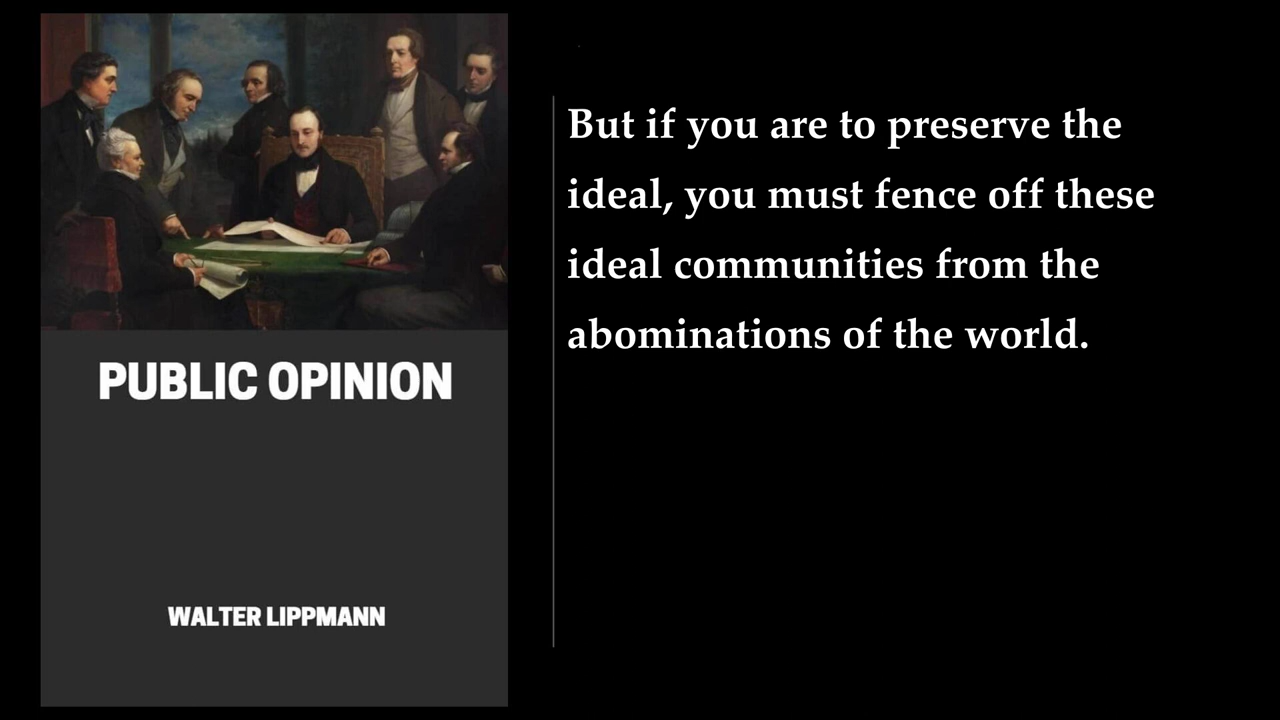 PUBLIC OPINION
WALTER LIPPMANN
But if you are to preserve the
ideal, you must fence off these
ideal communities from the
abominations of the world.